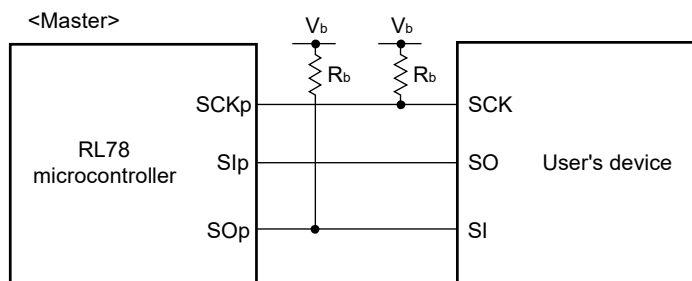 <Master>
Vb Vb
Rb Rb
SCKp SCK
RL78
microcontroller
SIp SO
User's device
SOp SI